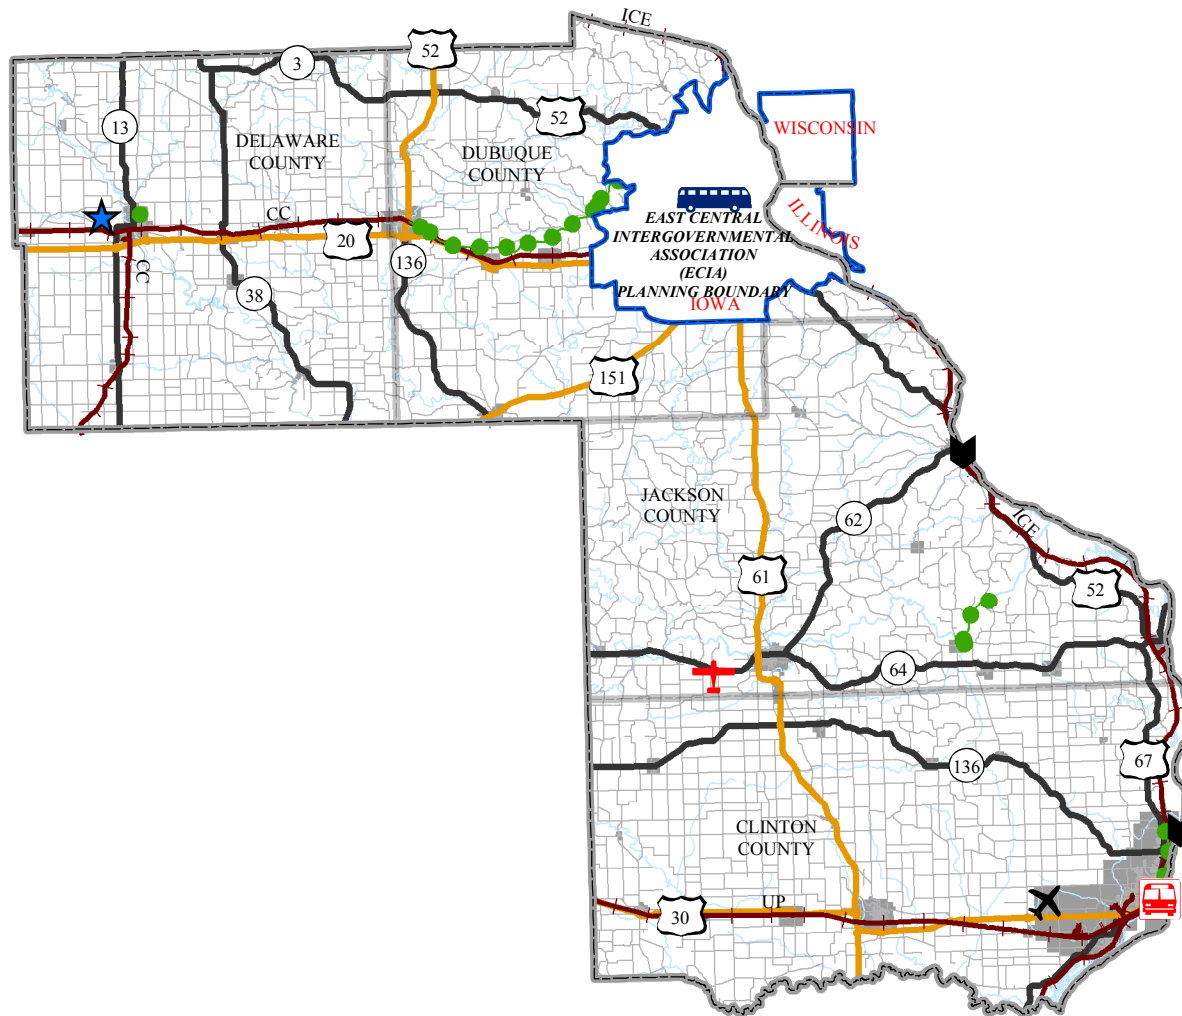 ICE
52
3
13
52
WISCONSIN
DELAWARE
COUNTY
DUBUQUE
COUNTY
CC
ILLINOIS
EAST CENTRAL
INTERGOVERNMENTAL
ASSOCIATION
(ECIA)
PLANNING BOUNDARY
IOWA
20
136
CC
38
151
JACKSON
COUNTY
62
ICE
61
52
64
67
136
CLINTON
COUNTY
UP
30